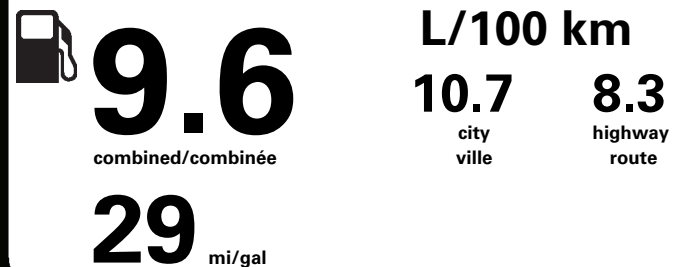 9.6
combined/combinée
29 mi/gal
L/100 km
10.7 8.3
city highway
ville route